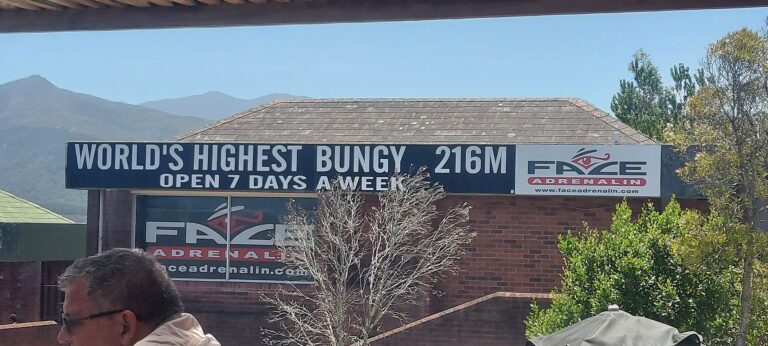 WORLD'S HIGHEST BUNGY 216M
OPEN 7 DAYS A WEEK
FACE
ADRENALIN
www.faceadrenalin.com
FACE
ADRENALIN
faceadrenalin.com